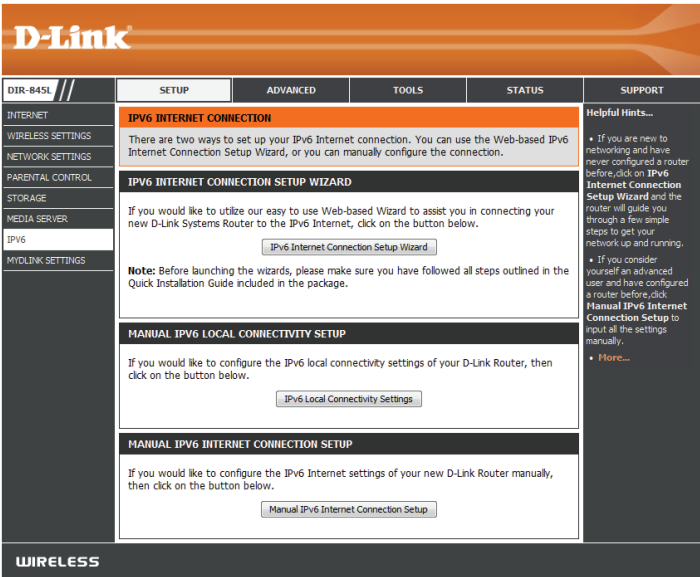 D-Link
DIR-845L
SETUP
ADVANCED
TOOLS
STATUS
SUPPORT
INTERNET
WIRELESS SETTINGS
NETWORK SETTINGS
PARENTAL CONTROL
STORAGE
MEDIA SERVER
IPV6
MYDLINK SETTINGS
IPV6 INTERNET CONNECTION
There are two ways to set up your IPv6 Internet connection. You can use the Web-based IPv6
Internet Connection Setup Wizard, or you can manually configure the connection.
IPV6 INTERNET CONNECTION SETUP WIZARD
If you would like to utilize our easy to use Web-based Wizard to assist you in connecting your
new D-Link Systems Router to the IPv6 Internet, click on the button below.
IPv6 Internet Connection Setup Wizard
Note: Before launching the wizards, please make sure you have followed all steps outlined in the
Quick Installation Guide included in the package.
MANUAL IPV6 LOCAL CONNECTIVITY SETUP
If you would like to configure the IPv6 local connectivity settings of your D-Link Router, then
click on the button below.
IPv6 Local Connectivity Settings
MANUAL IPV6 INTERNET CONNECTION SETUP
If you would like to configure the IPv6 Internet settings of your new D-Link Router manually,
then click on the button below.
Manual IPv6 Internet Connection Setup
Helpful Hints...
• If you are new to
networking and have
never configured a router
before,click on IPv6
Internet Connection
Setup Wizard and the
router will guide you
through a few simple
steps to get your
network up and running.
• If you consider
yourself an advanced
user and have configured
a router before,click
Manual IPv6 Internet
Connection Setup to
input all the settings
manually.
• More...
WIRELESS